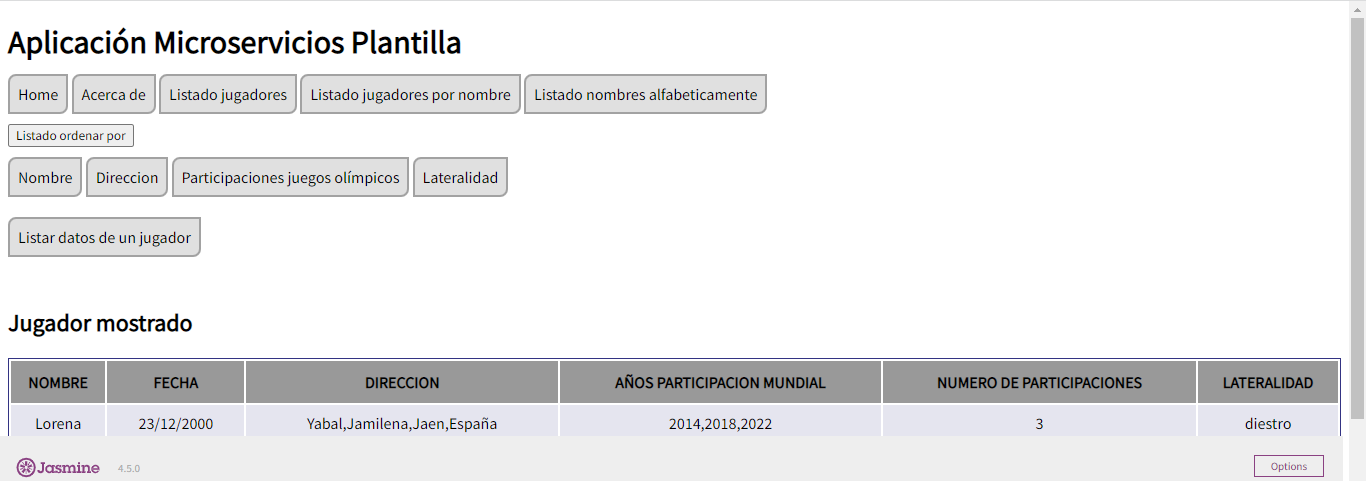 Aplicación Microservicios Plantilla
Home Acerca de Listado jugadores Listado jugadores por nombre Listado nombres alfabeticamente
Listado ordenar por
Nombre Direccion Participaciones juegos olímpicos Lateralidad
Listar datos de un jugador
Jugador mostrado
NOMBRE FECHA DIRECCION AÑOS PARTICIPACION MUNDIAL NUMERO DE PARTICIPACIONES LATERALIDAD
Lorena 23/12/2000 Yabal,Jamilena,Jaen,España 2014,2018,2022 3 diestro
Jasmine 4.5.0 Options